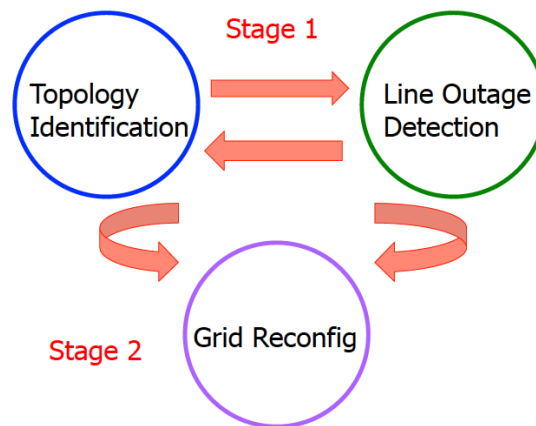 Stage 1
Topology
Identification
Line Outage
Detection
Grid Reconfig
Stage 2